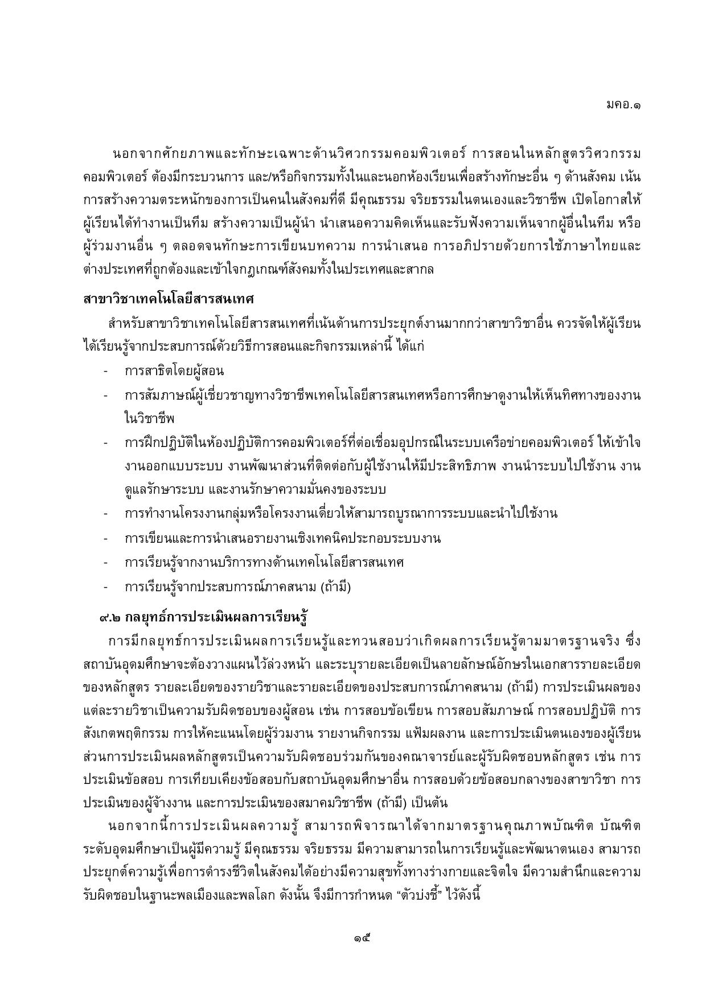 มคอ.๑
นอกจากศักยภาพและทักษะเฉพาะด้านวิศวกรรมคอมพิวเตอร์ การสอนในหลักสูตรวิศวกรรม
คอมพิวเตอร์ ต้องมีกระบวนการ และ/หรือกิจกรรมทั้งในและนอกห้องเรียนเพื่อสร้างทักษะอื่น ๆ ด้านสังคม เน้น
การสร้างความตระหนักของการเป็นคนในสังคมที่ดี มีคุณธรรม จริยธรรมในตนเองและวิชาชีพ เปิดโอกาสให้
ผู้เรียนได้ทำงานเป็นทีม สร้างความเป็นผู้นำ นำเสนอความคิดเห็นและรับฟังความเห็นจากผู้อื่นในทีม หรือ
ผู้ร่วมงานอื่น ๆ ตลอดจนทักษะการเขียนบทความ การนำเสนอ การอภิปรายด้วยการใช้ภาษาไทยและ
ต่างประเทศที่ถูกต้องและเข้าใจกฎเกณฑ์สังคมทั้งในประเทศและสากล
สาขาวิชาเทคโนโลยีสารสนเทศ
สำหรับสาขาวิชาเทคโนโลยีสารสนเทศที่เน้นด้านการประยุกต์งานมากกว่าสาขาวิชาอื่น ควรจัดให้ผู้เรียน
ได้เรียนรู้จากประสบการณ์ด้วยวิธีการสอนและกิจกรรมเหล่านี้ ได้แก่
- การสาธิตโดยผู้สอน
- การสัมภาษณ์ผู้เชี่ยวชาญทางวิชาชีพเทคโนโลยีสารสนเทศหรือการศึกษาดูงานให้เห็นทิศทางของงาน
ในวิชาชีพ
- การฝึกปฏิบัติในห้องปฏิบัติการคอมพิวเตอร์ที่ต่อเชื่อมอุปกรณ์ในระบบเครือข่ายคอมพิวเตอร์ ให้เข้าใจ
งานออกแบบระบบ งานพัฒนาส่วนที่ติดต่อกับผู้ใช้งานให้มีประสิทธิภาพ งานนำระบบไปใช้งาน งาน
ดูแลรักษาระบบ และงานรักษาความมั่นคงของระบบ
- การทำงานโครงงานกลุ่มหรือโครงงานเดี่ยวให้สามารถบูรณาการระบบและนำไปใช้งาน
- การเขียนและการนำเสนอรายงานเชิงเทคนิคประกอบระบบงาน
- การเรียนรู้จากงานบริการทางด้านเทคโนโลยีสารสนเทศ
- การเรียนรู้จากประสบการณ์ภาคสนาม (ถ้ามี)
๙.๒ กลยุทธ์การประเมินผลการเรียนรู้
การมีกลยุทธ์การประเมินผลการเรียนรู้และทวนสอบว่าเกิดผลการเรียนรู้ตามมาตรฐานจริง ซึ่ง
สถาบันอุดมศึกษาจะต้องวางแผนไว้ล่วงหน้า และระบุรายละเอียดเป็นลายลักษณ์อักษรในเอกสารรายละเอียด
ของหลักสูตร รายละเอียดของรายวิชาและรายละเอียดของประสบการณ์ภาคสนาม (ถ้ามี) การประเมินผลของ
แต่ละรายวิชาเป็นความรับผิดชอบของผู้สอน เช่น การสอบข้อเขียน การสอบสัมภาษณ์ การสอบปฏิบัติ การ
สังเกตพฤติกรรม การให้คะแนนโดยผู้ร่วมงาน รายงานกิจกรรม แฟ้มผลงาน และการประเมินตนเองของผู้เรียน
ส่วนการประเมินผลหลักสูตรเป็นความรับผิดชอบร่วมกันของคณาจารย์และผู้รับผิดชอบหลักสูตร เช่น การ
ประเมินข้อสอบ การเทียบเคียงข้อสอบกับสถาบันอุดมศึกษาอื่น การสอบด้วยข้อสอบกลางของสาขาวิชา การ
ประเมินของผู้จ้างงาน และการประเมินของสมาคมวิชาชีพ (ถ้ามี) เป็นต้น
นอกจากนี้การประเมินผลความรู้ สามารถพิจารณาได้จากมาตรฐานคุณภาพบัณฑิต บัณฑิต
ระดับอุดมศึกษาเป็นผู้มีความรู้ มีคุณธรรม จริยธรรม มีความสามารถในการเรียนรู้และพัฒนาตนเอง สามารถ
ประยุกต์ความรู้เพื่อการดำรงชีวิตในสังคมได้อย่างมีความสุขทั้งทางร่างกายและจิตใจ มีความสำนึกและความ
รับผิดชอบในฐานะพลเมืองและพลโลก ดังนั้น จึงมีการกำหนด “ตัวบ่งชี้” ไว้ดังนี้
๑๕